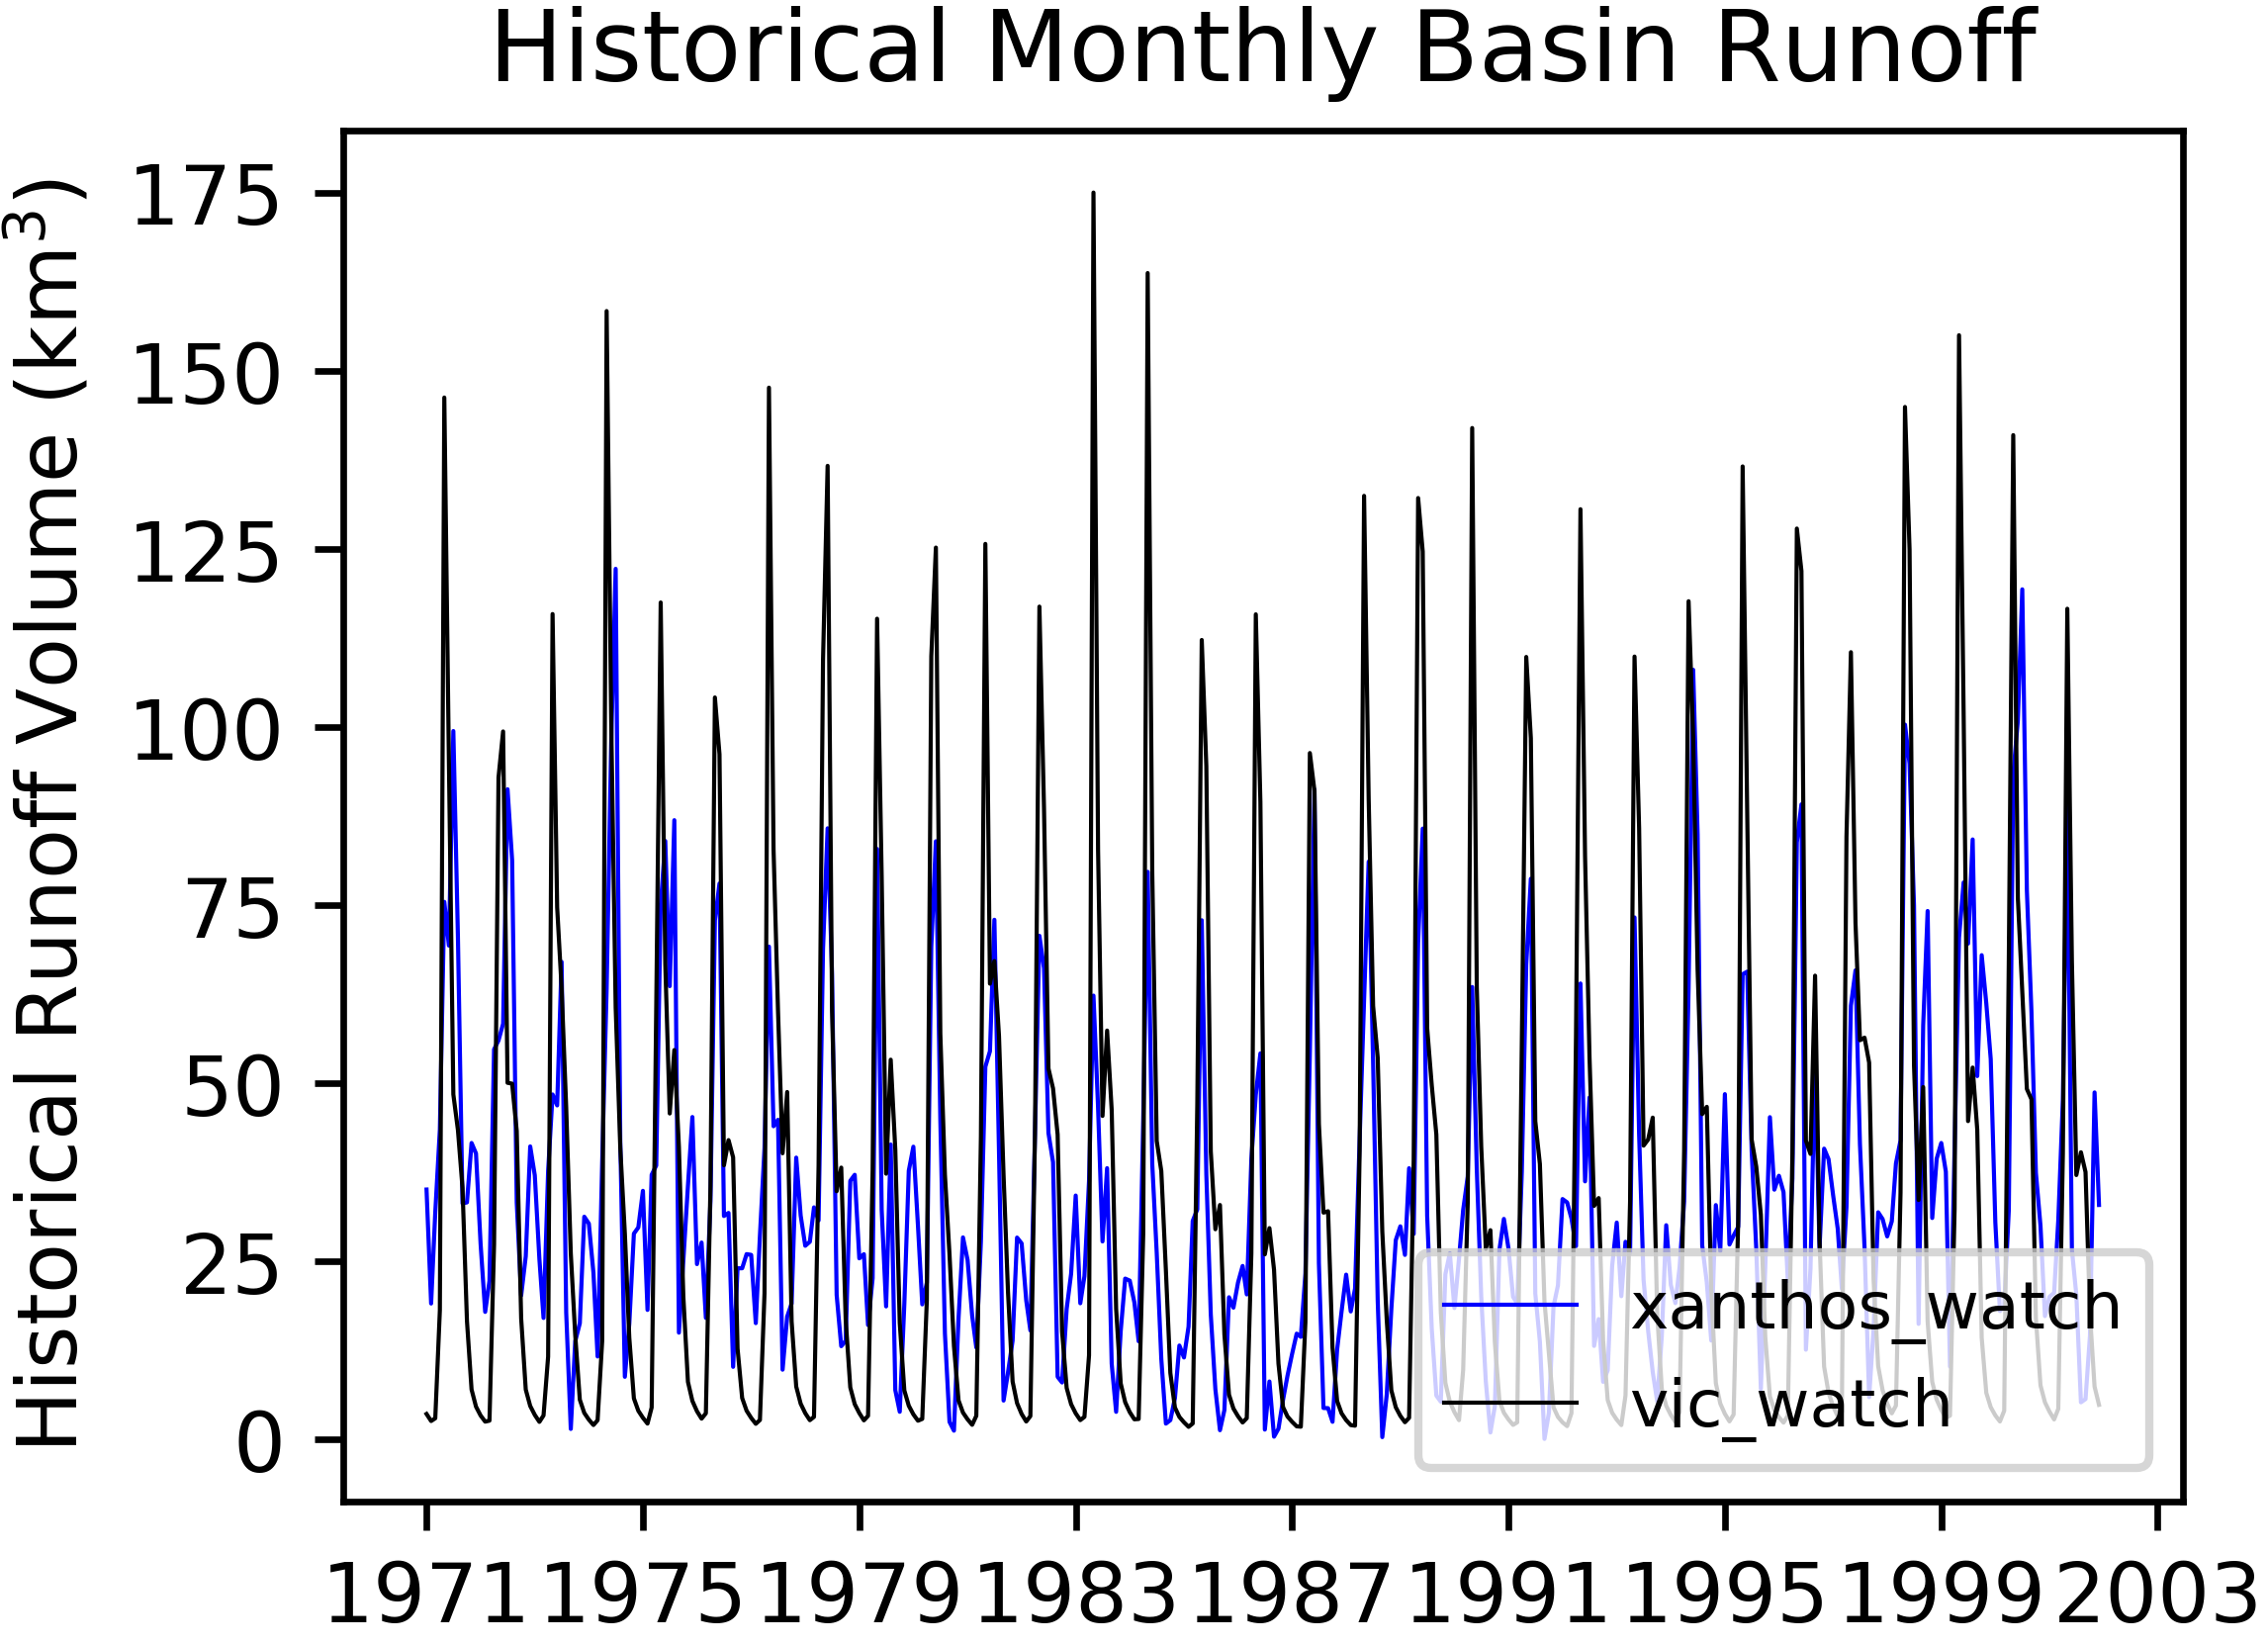 Historical Monthly Basin Runoff
Historical Runoff Volume (km³)
175
150
125
100
75
50
25
0
xanthos_watch
vic_watch
1971 1975 1979 1983 1987 1991 1995 1999 2003